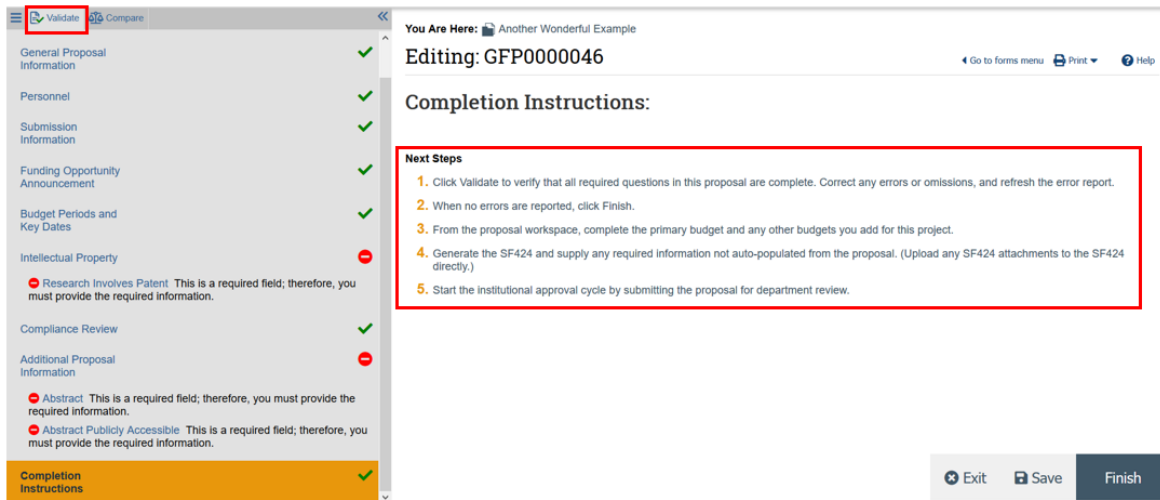 Validate Compare
General Proposal
Information
Personnel
Submission
Information
Funding Opportunity
Announcement
Budget Periods and
Key Dates
Intellectual Property
Research Involves Patent This is a required field; therefore, you
must provide the required information.
Compliance Review
Additional Proposal
Information
Abstract This is a required field; therefore, you must provide the
required information.
Abstract Publicly Accessible This is a required field; therefore, you
must provide the required information.
Completion
Instructions
You Are Here: Another Wonderful Example
Editing: GFP0000046
Go to forms menu Print Help
Completion Instructions:
Next Steps
1. Click Validate to verify that all required questions in this proposal are complete. Correct any errors or omissions, and refresh the error report.
2. When no errors are reported, click Finish.
3. From the proposal workspace, complete the primary budget and any other budgets you add for this project.
4. Generate the SF424 and supply any required information not auto-populated from the proposal. (Upload any SF424 attachments to the SF424
directly.)
5. Start the institutional approval cycle by submitting the proposal for department review.
Exit Save Finish